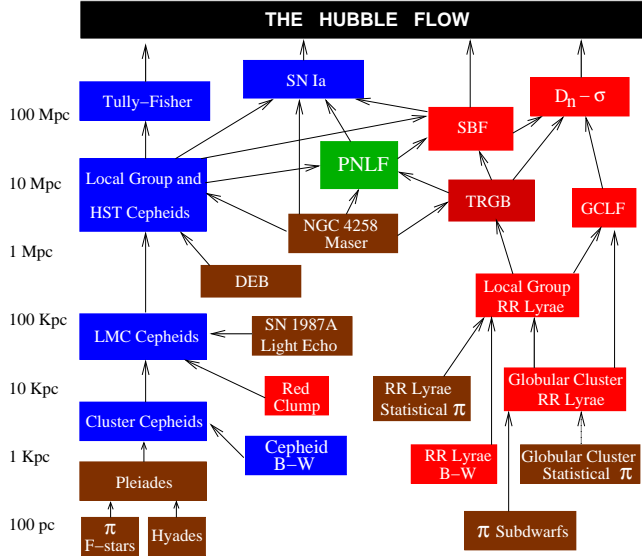 THE HUBBLE FLOW
100 Mpc
Tully−Fisher
SN Ia
SBF
Dn − σ
10 Mpc
Local Group and
HST Cepheids
PNLF
TRGB
GCLF
NGC 4258
Maser
1 Mpc
DEB
Local Group
RR Lyrae
100 Kpc
LMC Cepheids
SN 1987A
Light Echo
10 Kpc
Red
Clump
RR Lyrae
Statistical π
Globular Cluster
RR Lyrae
Cluster Cepheids
1 Kpc
Cepheid
B−W
RR Lyrae
B−W
Globular Cluster
Statistical π
Pleiades
100 pc
π
F−stars
Hyades
π Subdwarfs